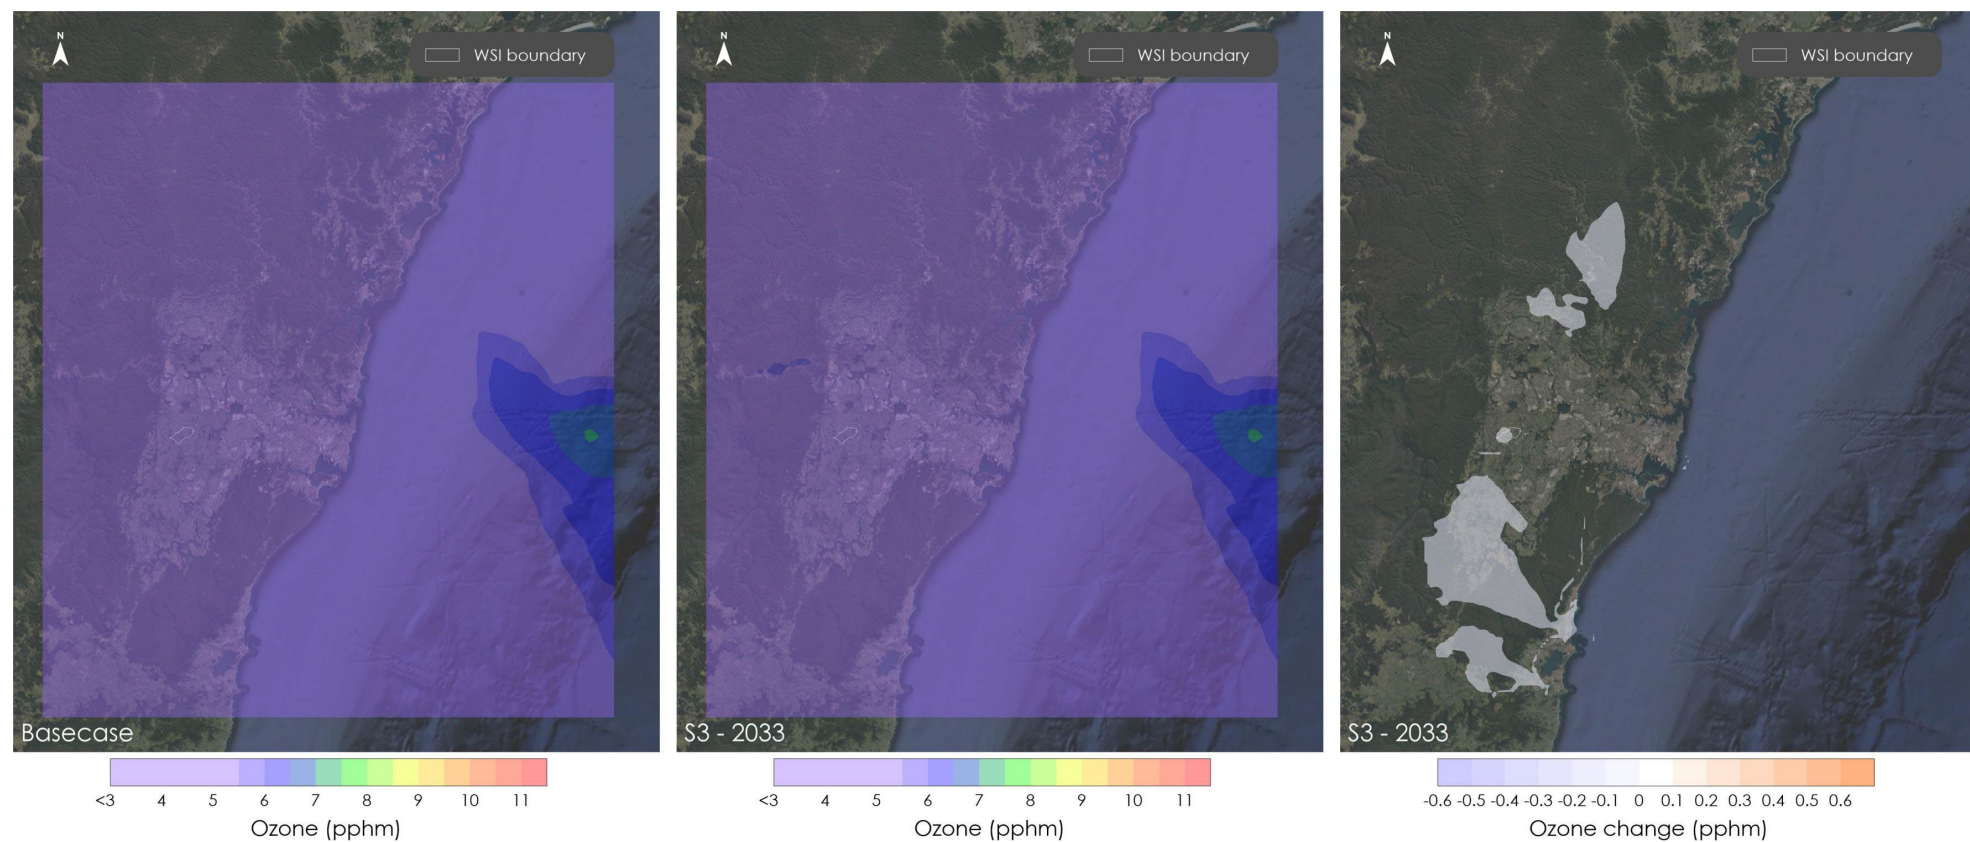 N
WSI boundary
N
WSI boundary
N
WSI boundary
Basecase
S3 - 2033
S3 - 2033
<3 4 5 6 7 8 9 10 11
Ozone (pphm)
<3 4 5 6 7 8 9 10 11
Ozone (pphm)
-0.6 -0.5 -0.4 -0.3 -0.2 -0.1 0 0.1 0.2 0.3 0.4 0.5 0.6
Ozone change (pphm)